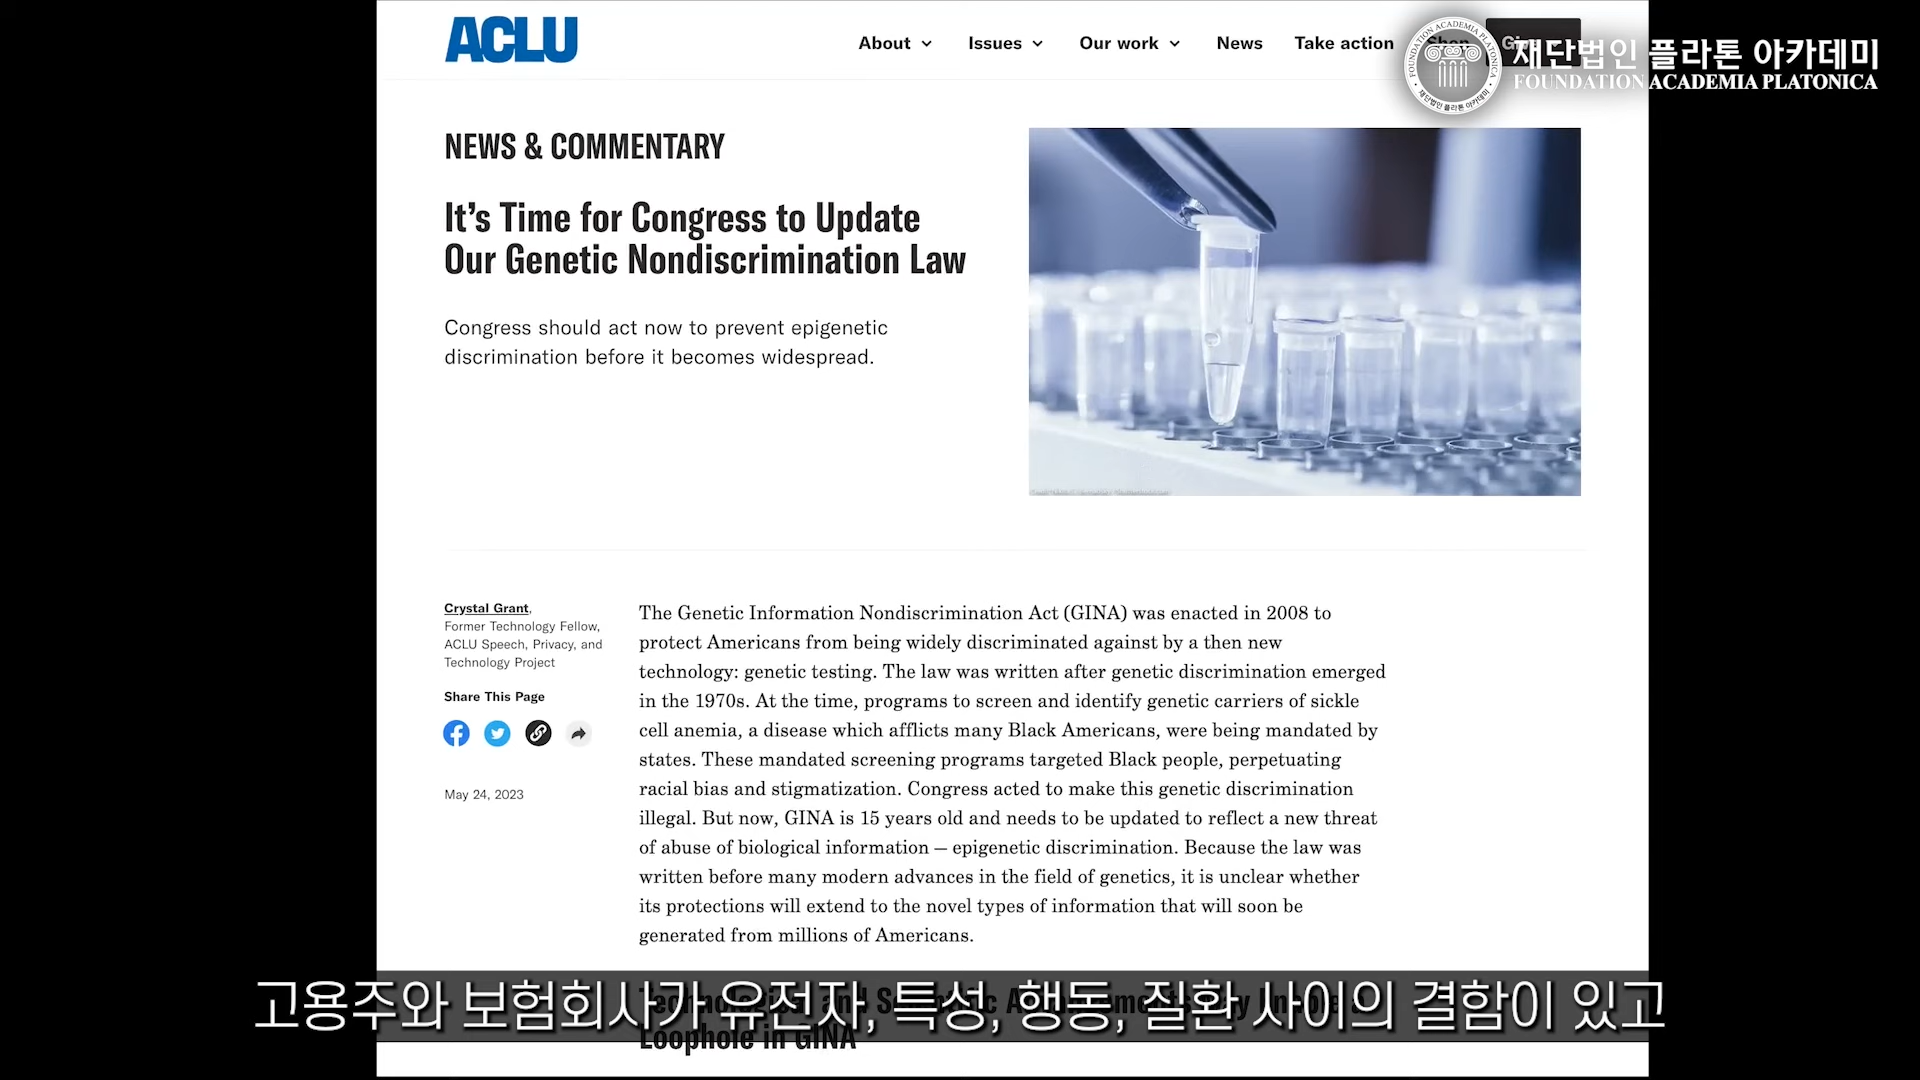 ACLU
About Issues Our work News Take action Shop Give
재단법인 플라톤 아카데미
FOUNDATION ACADEMIA PLATONICA
NEWS & COMMENTARY
It's Time for Congress to Update
Our Genetic Nondiscrimination Law
Congress should act now to prevent epigenetic
discrimination before it becomes widespread.
Crystal Grant,
Former Technology Fellow,
ACLU Speech, Privacy, and
Technology Project
Share This Page
May 24, 2023
The Genetic Information Nondiscrimination Act (GINA) was enacted in 2008 to
protect Americans from being widely discriminated against by a then new
technology: genetic testing. The law was written after genetic discrimination emerged
in the 1970s. At the time, programs to screen and identify genetic carriers of sickle
cell anemia, a disease which afflicts many Black Americans, were being mandated by
states. These mandated screening programs targeted Black people, perpetuating
racial bias and stigmatization. Congress acted to make this genetic discrimination
illegal. But now, GINA is 15 years old and needs to be updated to reflect a new threat
of abuse of biological information — epigenetic discrimination. Because the law was
written before many modern advances in the field of genetics, it is unclear whether
its protections will extend to the novel types of information that will soon be
generated from millions of Americans.
Loophole in GINA
고용주와 보험회사가 유전자, 특성, 행동, 질환 사이의 결함이 있고